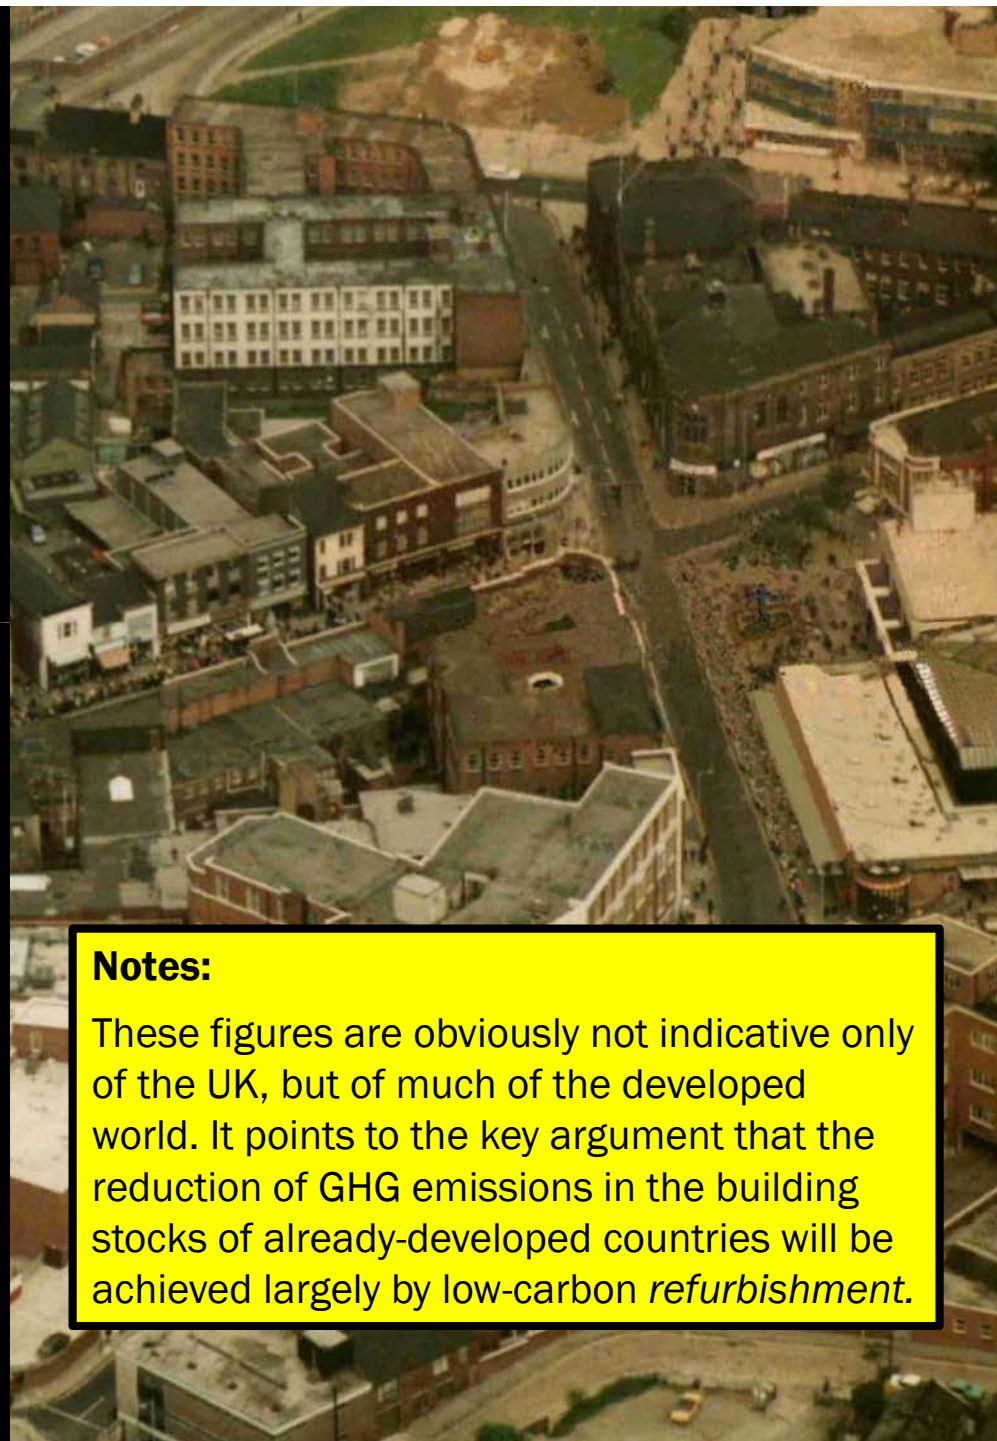 Notes:
These figures are obviously not indicative only
of the UK, but of much of the developed
world. It points to the key argument that the
reduction of GHG emissions in the building
stocks of already-developed countries will be
achieved largely by low-carbon refurbishment.